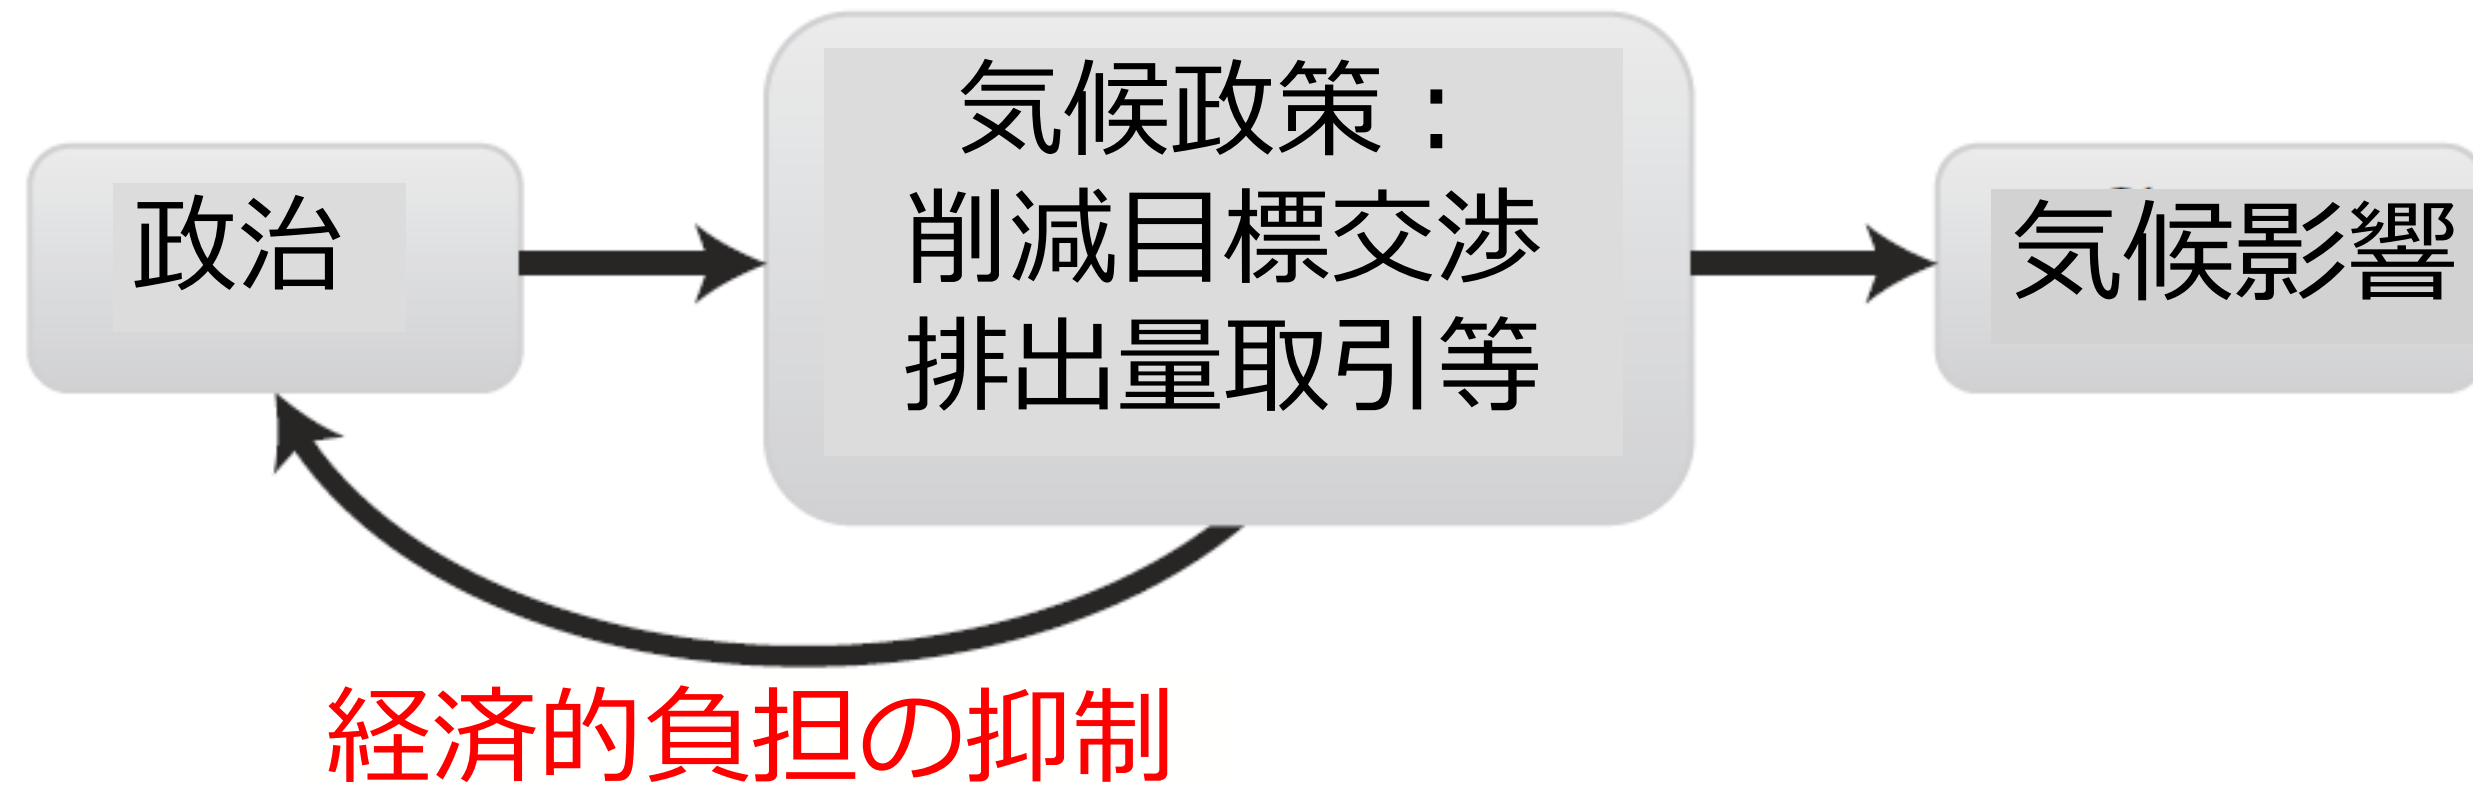 政治
気候政策：
削減目標交渉
排出量取引等
気候影響
経済的負担の抑制